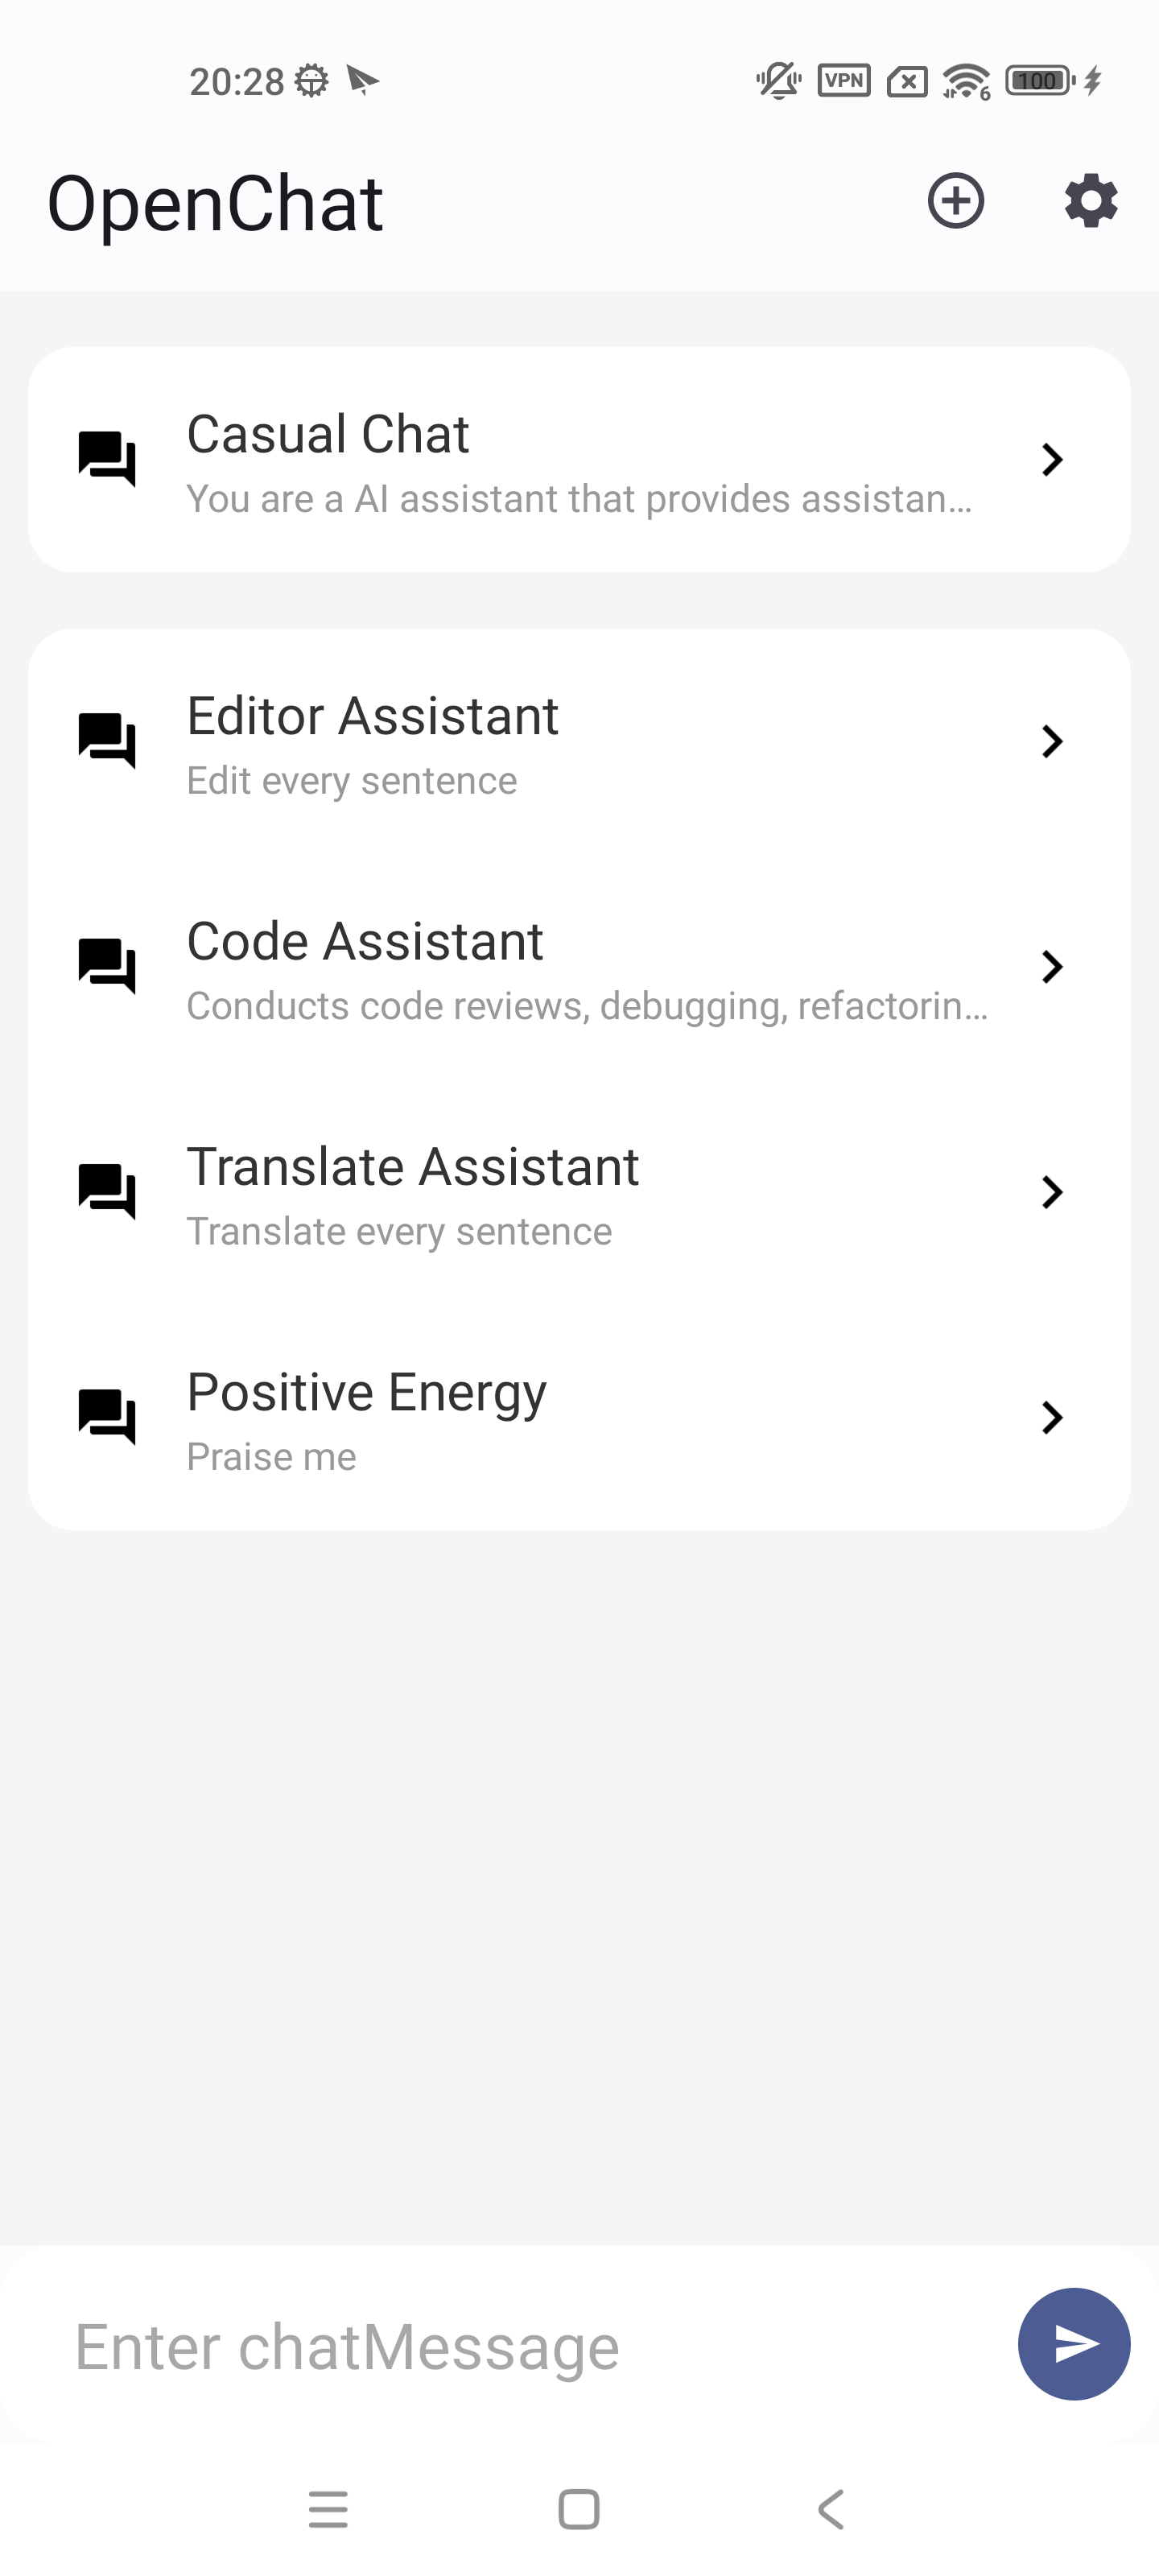 20:28
VPN
6
100
OpenChat
Casual Chat
You are a AI assistant that provides assistan...
Editor Assistant
Edit every sentence
Code Assistant
Conducts code reviews, debugging, refactorin...
Translate Assistant
Translate every sentence
Positive Energy
Praise me
Enter chatMessage